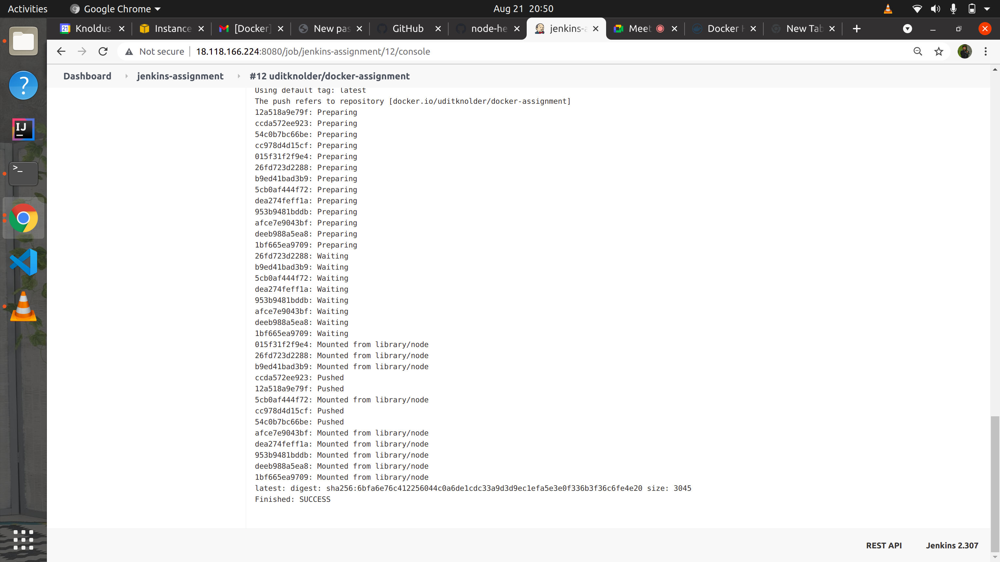 Activities Google Chrome Aug 21 20:50
21 Knoldus Instance [Docker] New pas GitHub node-he jenkins-a Meet Docker H New Tab
Not secure 18.118.166.224:8080/job/jenkins-assignment/12/console
Dashboard jenkins-assignment #12 uditknolder/docker-assignment
Using default tag: latest
The push refers to repository [docker.io/uditknolder/docker-assignment]
12a518a9e79f: Preparing
ccda572ee923: Preparing
54c0b7bc66be: Preparing
cc978d4d15cf: Preparing
015f31f2f9e4: Preparing
26fd723d2288: Preparing
b9ed41bad3b9: Preparing
5cb0af444f72: Preparing
dea274feff1a: Preparing
953b9481bddb: Preparing
afce7e9043bf: Preparing
deeb988a5ea8: Preparing
1bf665ea9709: Preparing
26fd723d2288: Waiting
b9ed41bad3b9: Waiting
5cb0af444f72: Waiting
dea274feff1a: Waiting
953b9481bddb: Waiting
afce7e9043bf: Waiting
deeb988a5ea8: Waiting
1bf665ea9709: Waiting
015f31f2f9e4: Mounted from library/node
26fd723d2288: Mounted from library/node
b9ed41bad3b9: Mounted from library/node
ccda572ee923: Pushed
12a518a9e79f: Pushed
5cb0af444f72: Mounted from library/node
cc978d4d15cf: Pushed
54c0b7bc66be: Pushed
afce7e9043bf: Mounted from library/node
dea274feff1a: Mounted from library/node
953b9481bddb: Mounted from library/node
deeb988a5ea8: Mounted from library/node
1bf665ea9709: Mounted from library/node
latest: digest: sha256:6bfa6e76c412256044c0a6de1cdc33a9d3d9ec1efa5e3e0f336b3f36c6fe4e20 size: 3045
Finished: SUCCESS
REST API Jenkins 2.307
?
IJ
>_